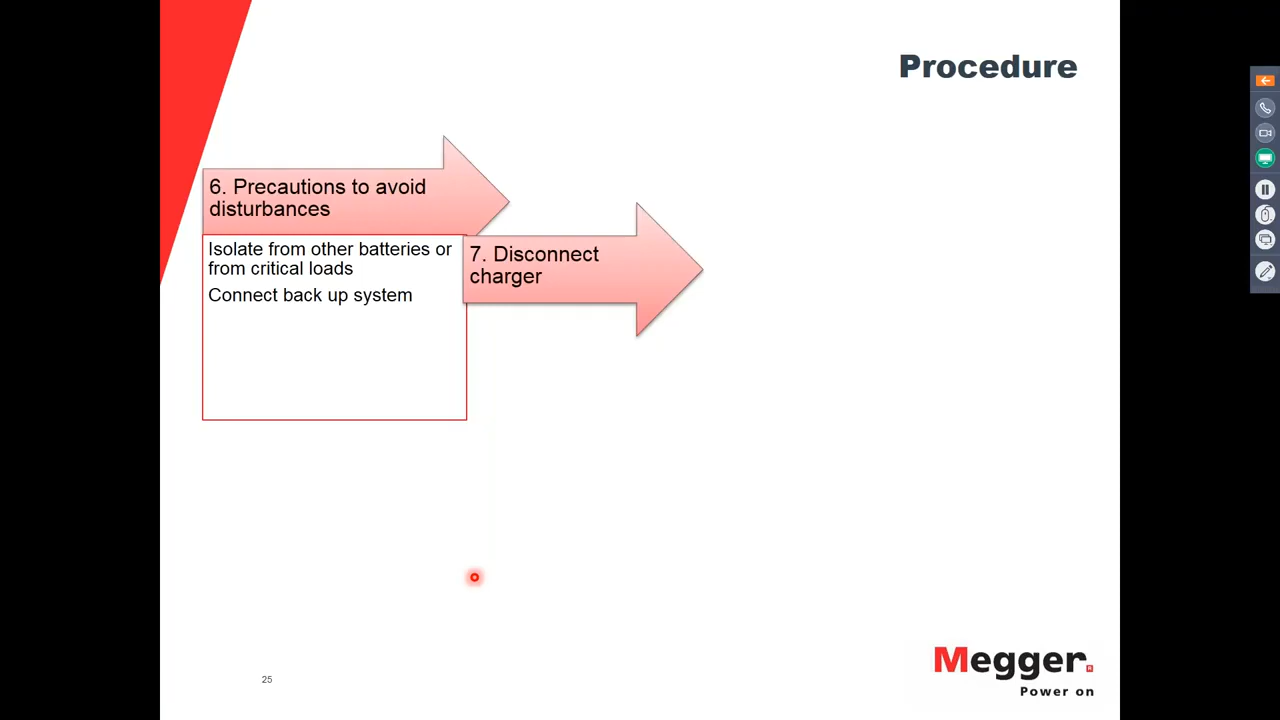 Procedure
6. Precautions to avoid
disturbances
Isolate from other batteries or
from critical loads
Connect back up system
7. Disconnect
charger
25
Megger.
Power on